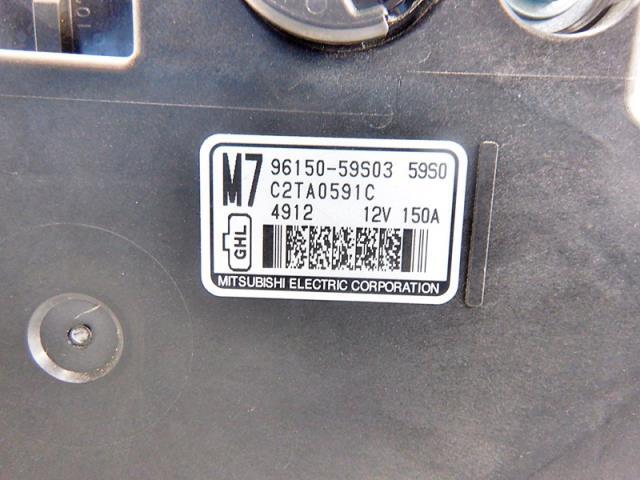 M7 96150-59S03 59S0
C2TA0591C
4912 12V 150A
GHL
MITSUBISHI ELECTRIC CORPORATION